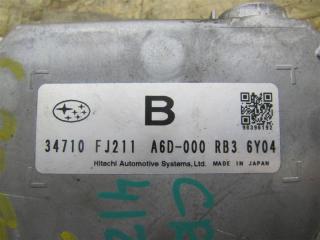 B
34710 FJ211 A6D-000 RB3 6Y04
Hitachi Automotive Systems, Ltd. MADE IN JAPAN